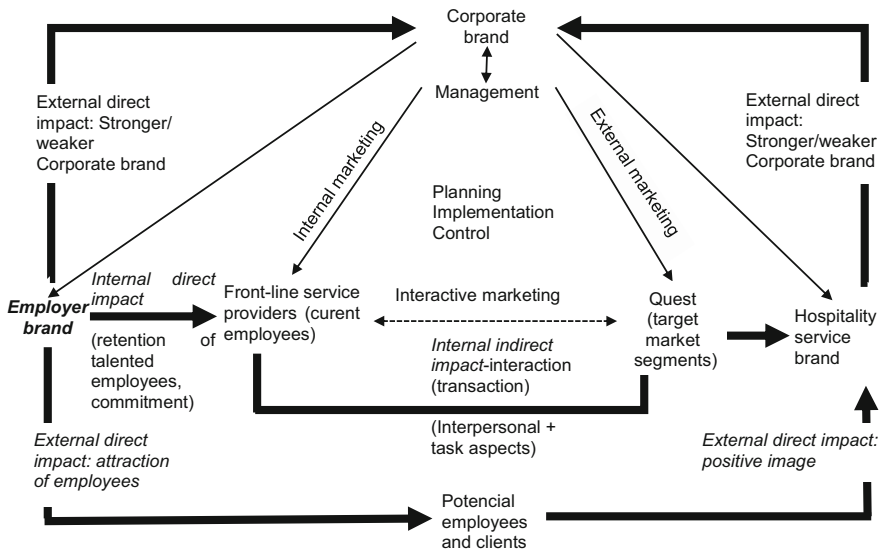 Corporate
brand
Management
External direct
impact: Stronger/
weaker
Corporate brand
External direct
impact:
Stronger/weaker
Corporate brand
Internal marketing
External marketing
Planning
Implementation
Control
Employer
brand
Internal direct
impact
(retention of
talented
employees,
commitment)
Front-line service
providers (curent
employees)
Interactive marketing
Quest
(target
market
segments)
Hospitality
service
brand
Internal indirect
impact-interaction
(transaction)
(Interpersonal +
task aspects)
External direct
impact: attraction
of employees
External direct impact:
positive image
Potencial
employees
and clients